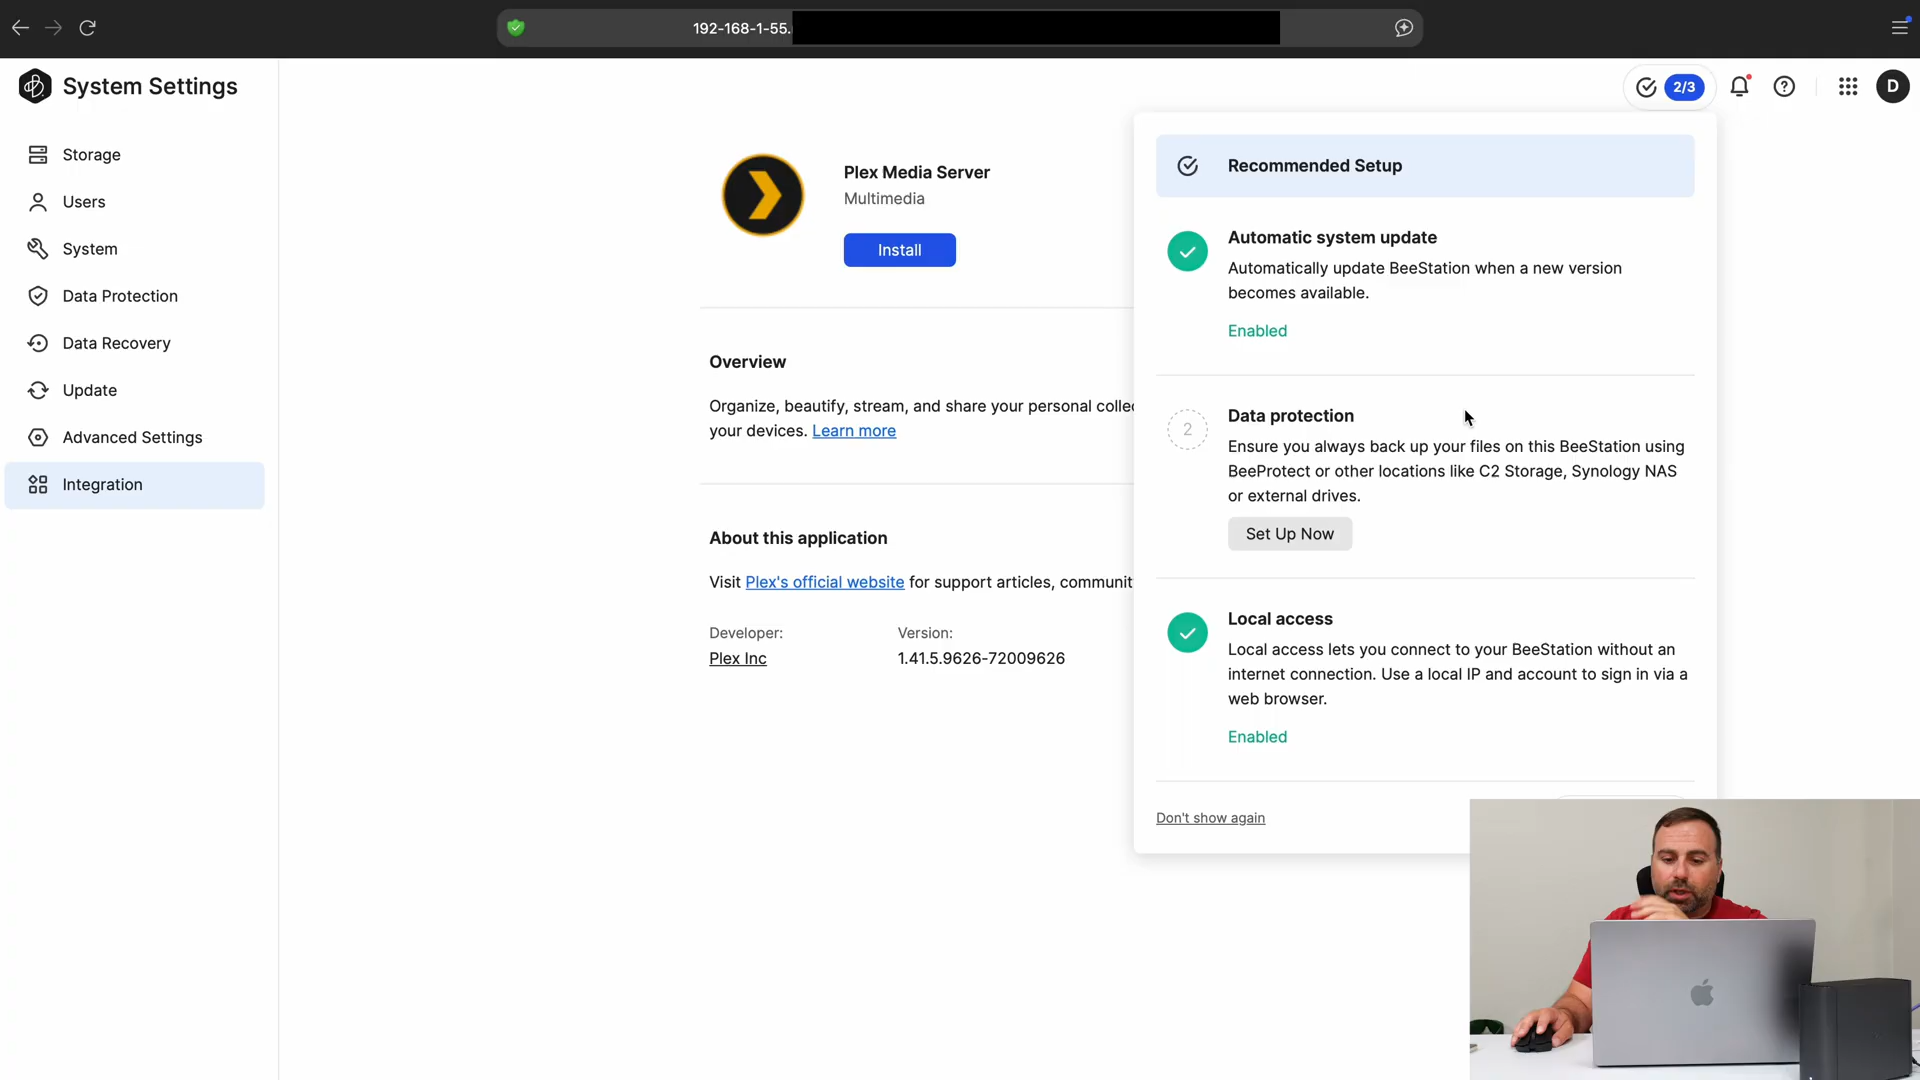 192-168-1-55.
System Settings
2/3
D
Storage
Users
System
Data Protection
Data Recovery
Update
Advanced Settings
Integration
Plex Media Server
Multimedia
Install
Overview
Organize, beautify, stream, and share your personal collec
your devices. Learn more
About this application
Visit Plex's official website for support articles, communit
Developer:
Version:
Plex Inc
1.41.5.9626-72009626
Recommended Setup
Automatic system update
Automatically update BeeStation when a new version
becomes available.
Enabled
2
Data protection
Ensure you always back up your files on this BeeStation using
BeeProtect or other locations like C2 Storage, Synology NAS
or external drives.
Set Up Now
Local access
Local access lets you connect to your BeeStation without an
internet connection. Use a local IP and account to sign in via a
web browser.
Enabled
Don't show again